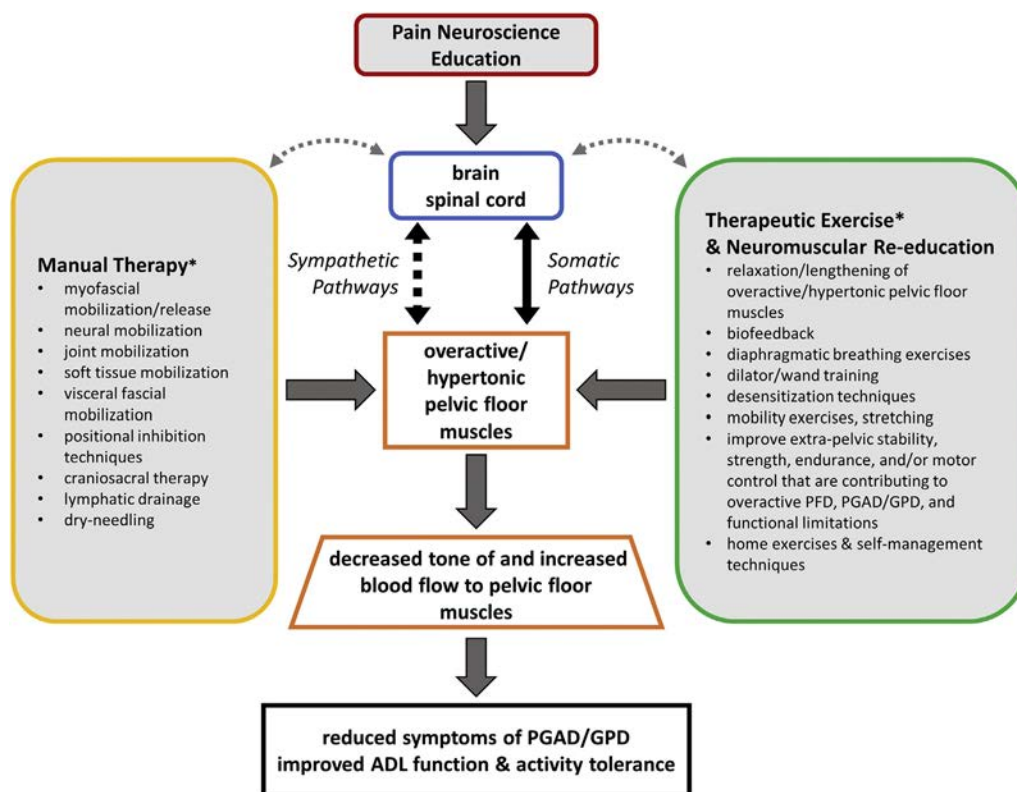 Pain Neuroscience
Education
brain
spinal cord
Sympathetic
Pathways
Somatic
Pathways
Manual Therapy*
• myofascial
mobilization/release
• neural mobilization
• joint mobilization
• soft tissue mobilization
• visceral fascial
mobilization
• positional inhibition
techniques
• craniosacral therapy
• lymphatic drainage
• dry-needling
overactive/
hypertonic
pelvic floor
muscles
Therapeutic Exercise*
& Neuromuscular Re-education
• relaxation/lengthening of
overactive/hypertonic pelvic floor
muscles
• biofeedback
• diaphragmatic breathing exercises
• dilator/wand training
• desensitization techniques
• mobility exercises, stretching
• improve extra-pelvic stability,
strength, endurance, and/or motor
control that are contributing to
overactive PFD, PGAD/GPD, and
functional limitations
• home exercises & self-management
techniques
decreased tone of and increased
blood flow to pelvic floor
muscles
reduced symptoms of PGAD/GPD
improved ADL function & activity tolerance